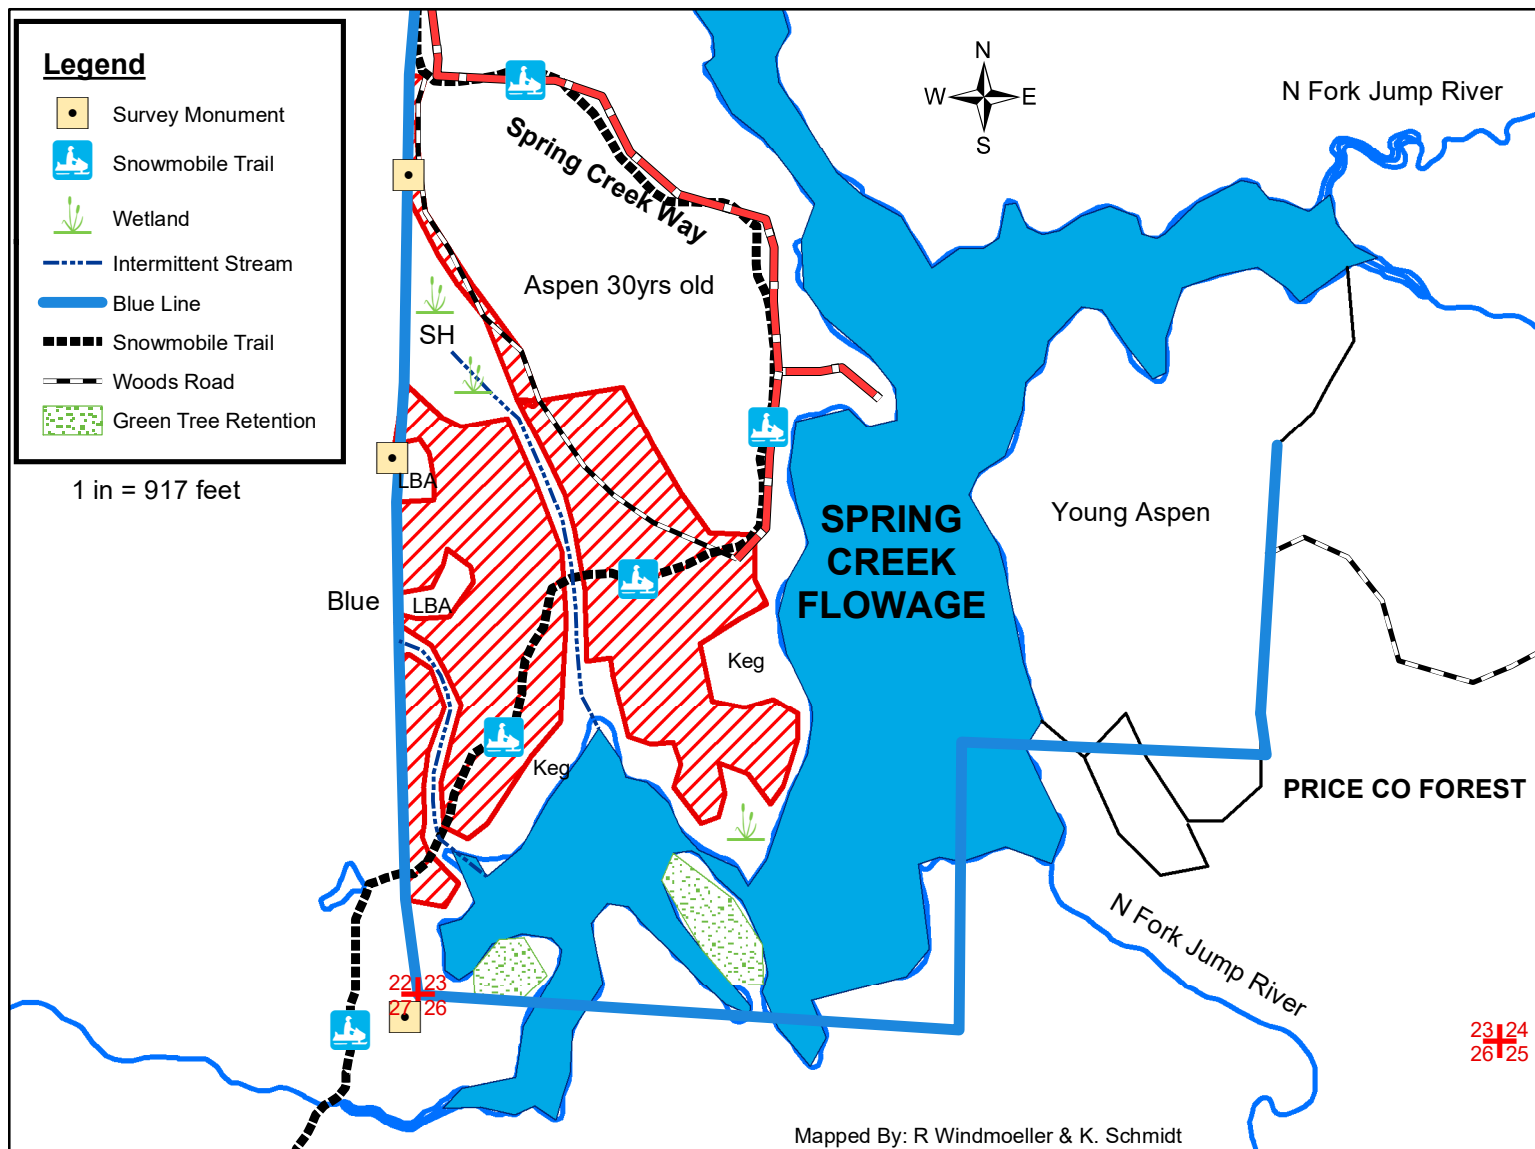 Legend
Survey Monument
Snowmobile Trail
Wetland
Intermittent Stream
Blue Line
Snowmobile Trail
Woods Road
Green Tree Retention
1 in = 917 feet
N
W E
S
N Fork Jump River
Spring Creek Way
Aspen 30yrs old
SH
LBA
SPRING
CREEK
FLOWAGE
Young Aspen
Blue
LBA
Keg
Keg
PRICE CO FOREST
N Fork Jump River
22 23
27 26
23 24
26 25
Mapped By: R Windmoeller & K. Schmidt